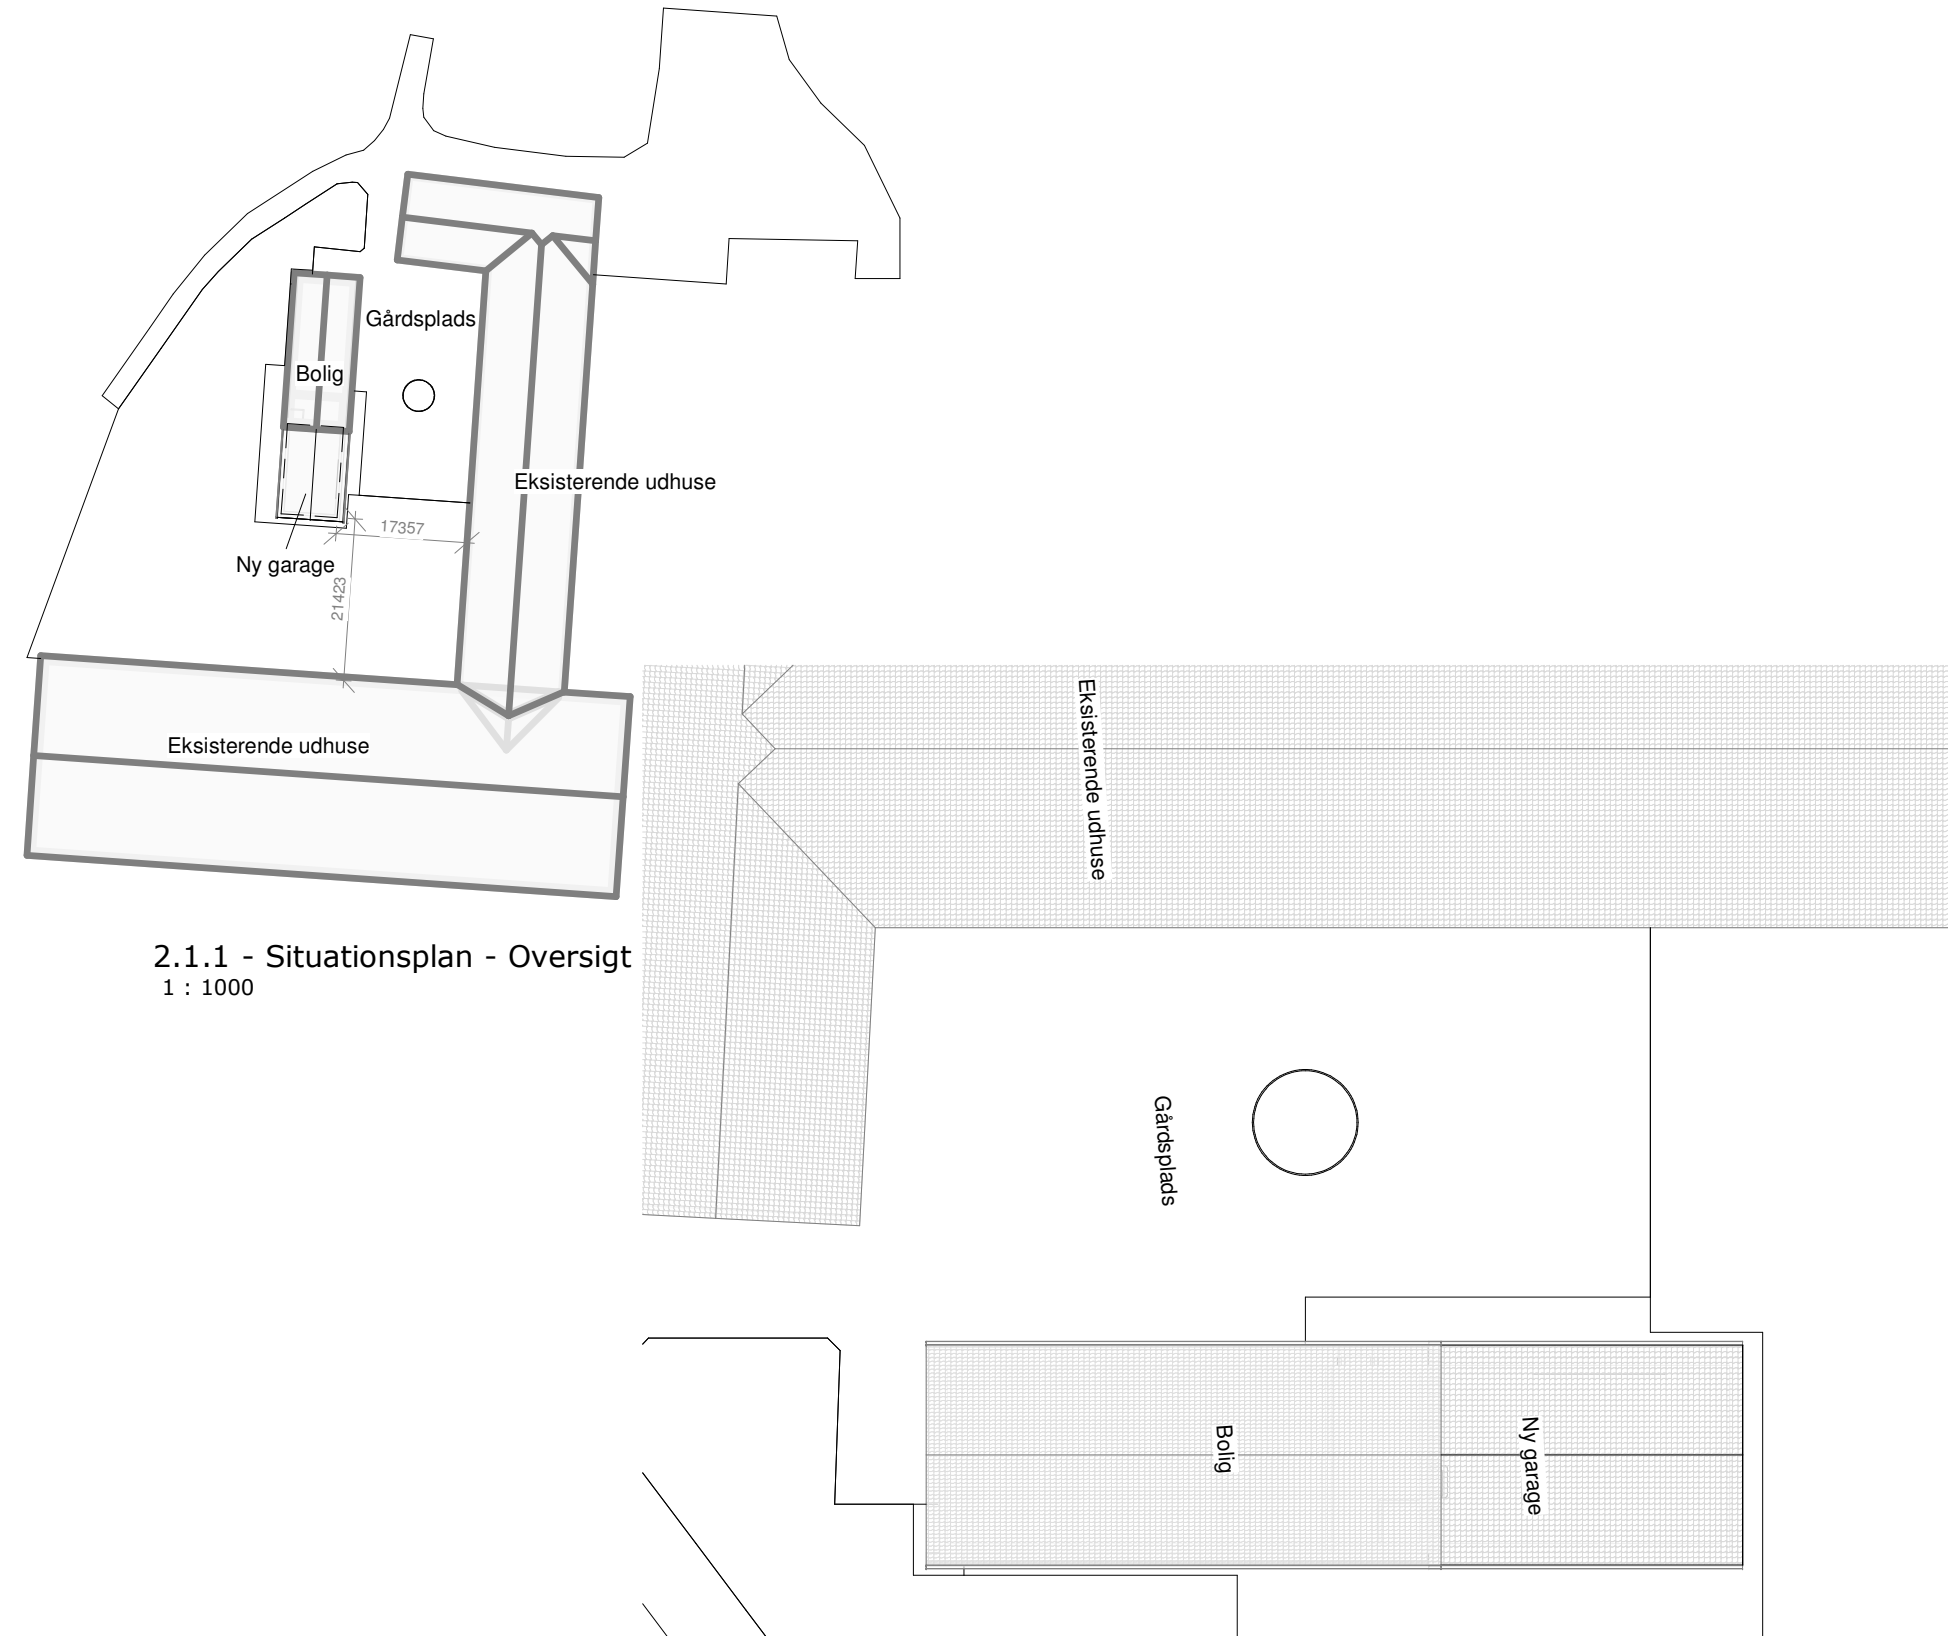 Gårdsplads
Bolig
Eksisterende udhuse
17357
Ny garage
21423
Eksisterende udhuse
2.1.1 - Situationsplan - Oversigt
1 : 1000
Eksisterende udhuse
Gårdsplads
Bolig
Ny garage